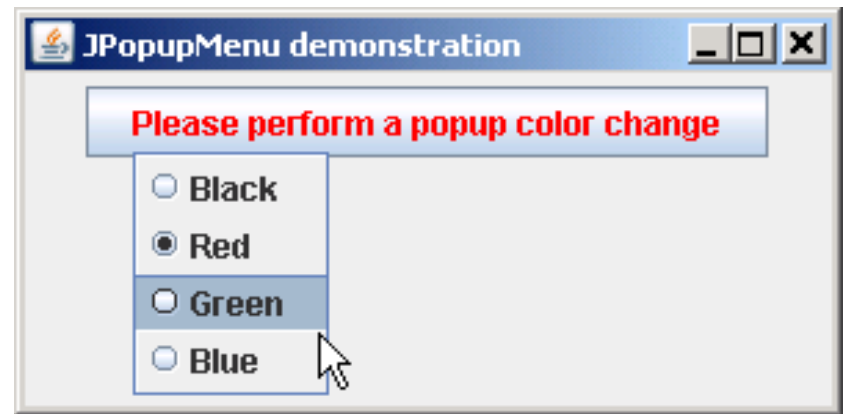 JPopupMenu demonstration
Please perform a popup color change
Black
Red
Green
Blue